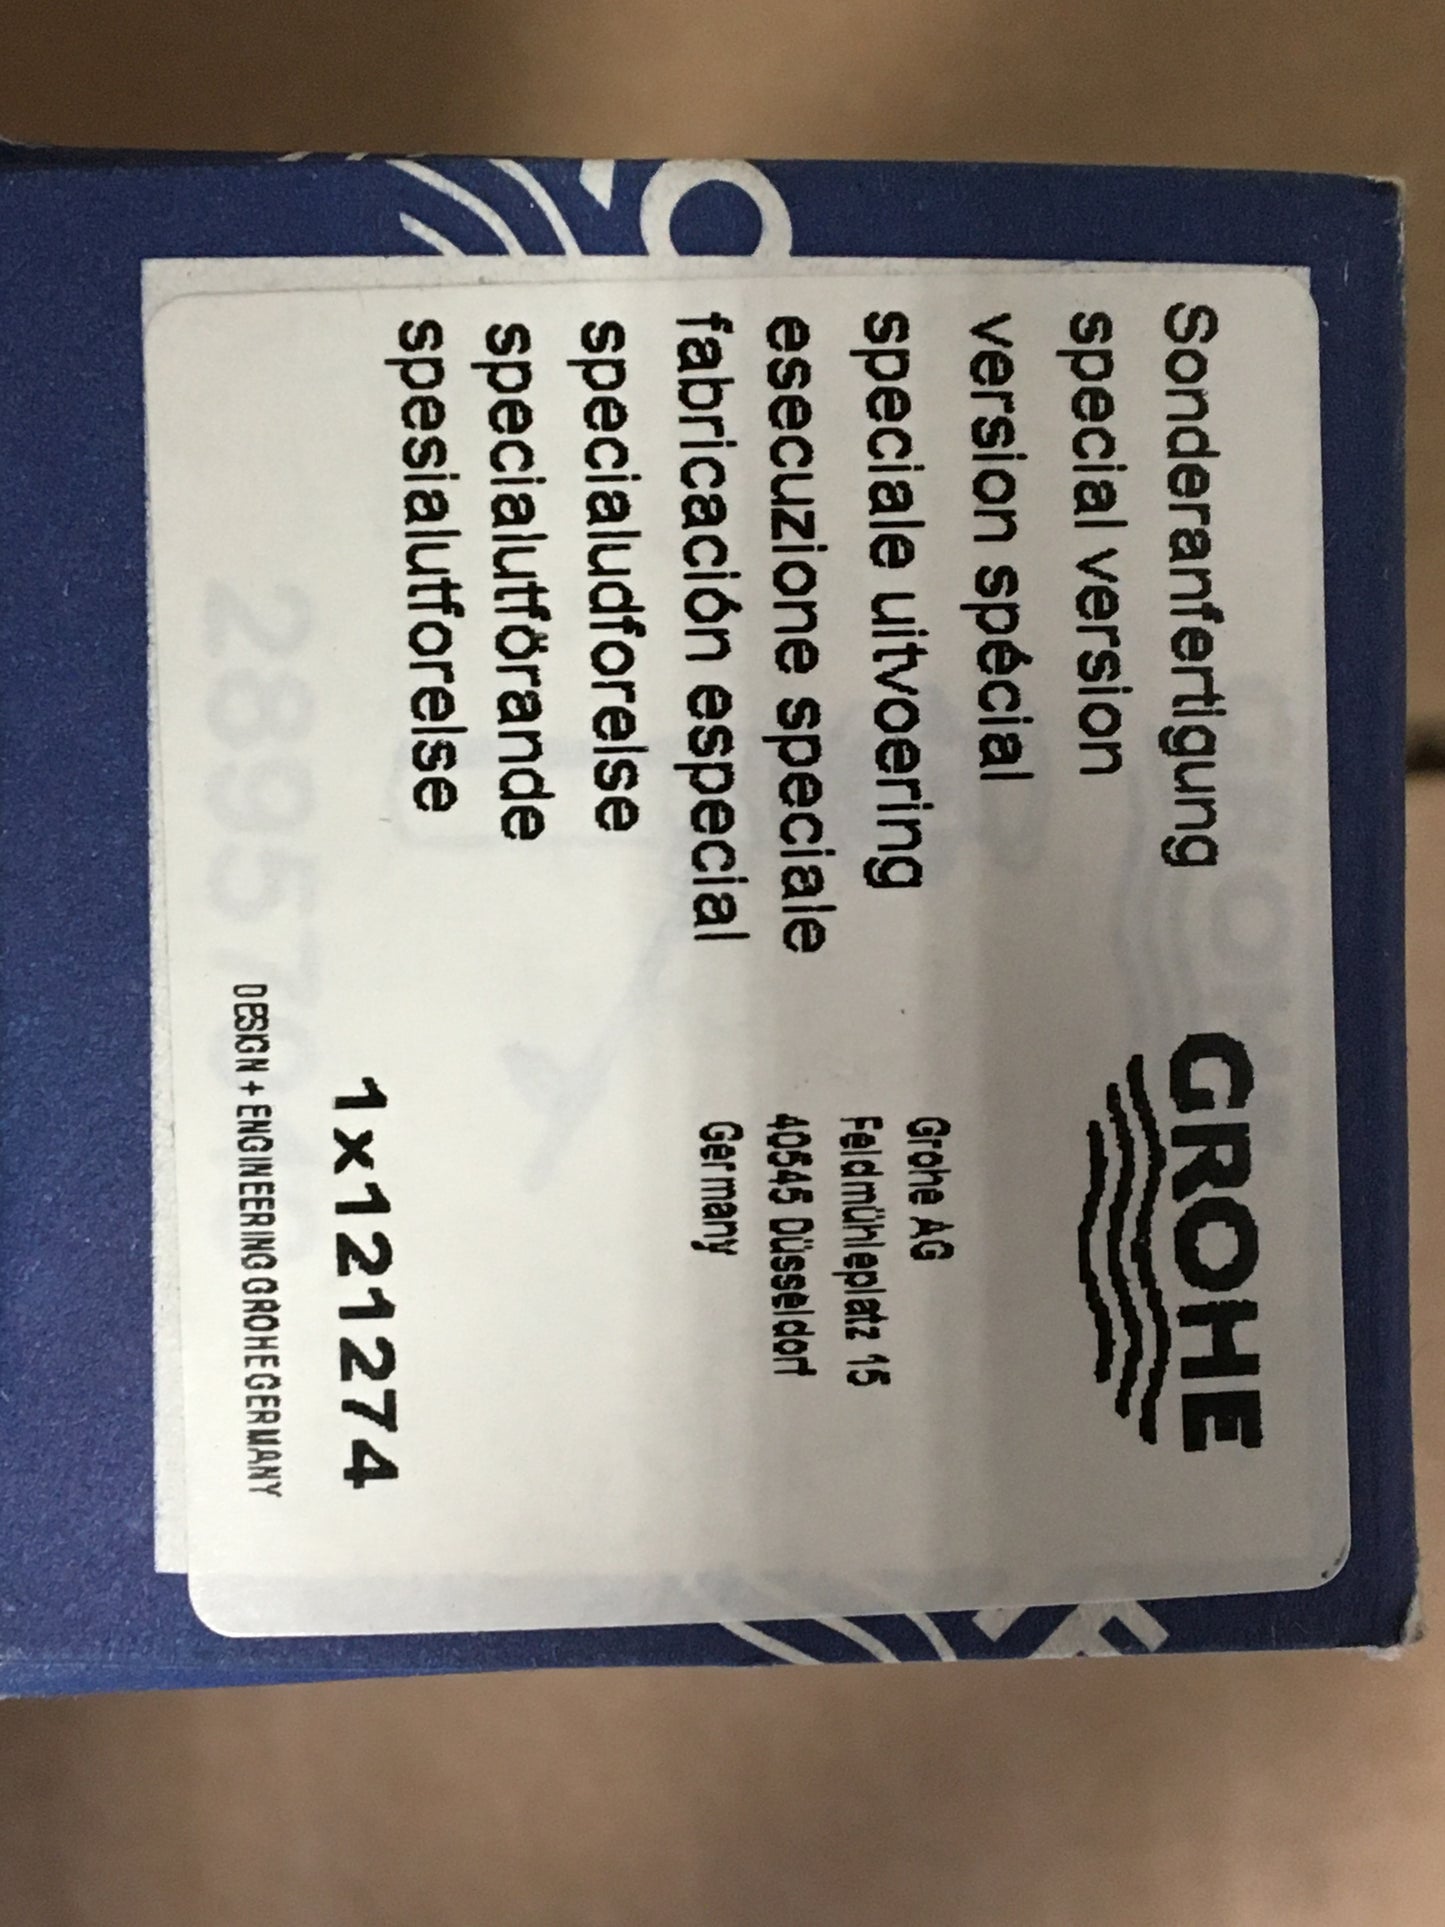 Sonderanfertigung
special version
version spécial
speciale uitvoering
esecuzione speciale
fabricación especial
specialudforelse
specialutförande
spesialutforelse
GROHE
Grohe AG
Feldmühleplatz 15
40545 Düsseldorf
Germany
1x121274
DESIGN + ENGINEERING GROHE GERMANY